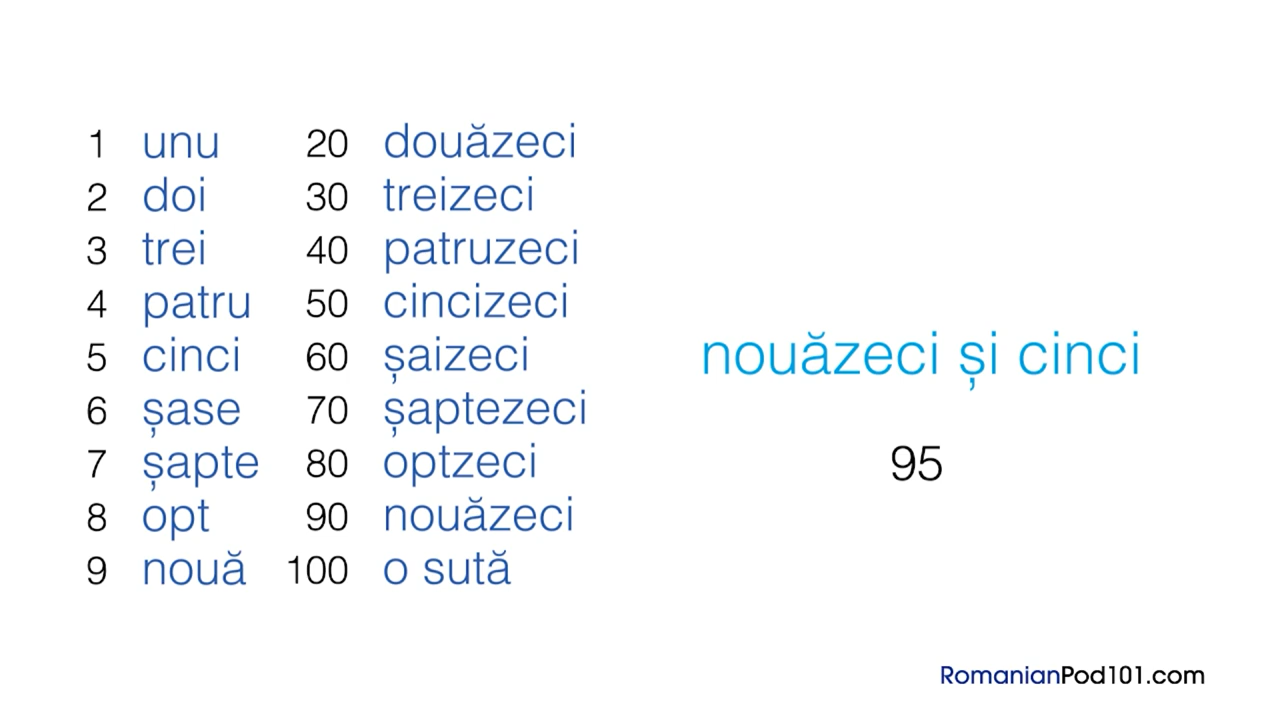 1 unu 20 douăzeci
2 doi 30 treizeci
3 trei 40 patruzeci
4 patru 50 cincizeci
5 cinci 60 șaizeci
6 șase 70 șaptezeci
7 șapte 80 optzeci
8 opt 90 nouăzeci
9 nouă 100 o sută
nouăzeci și cinci
95
RomanianPod101.com